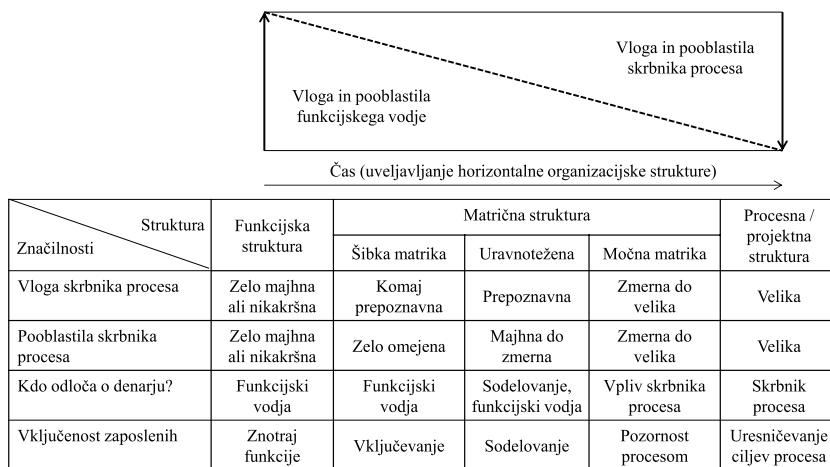 Vloga in pooblastila
skrbnika procesa
Vloga in pooblastila
funkcijskega vodje
Čas (uveljavljanje horizontalne organizacijske strukture)
Struktura
Značilnosti
Funkcijska
struktura
Matrična struktura
Procesna /
projektna
struktura
Šibka matrika
Uravnotežena
Močna matrika
Vloga skrbnika procesa
Zelo majhna
ali nikakršna
Komaj
prepoznavna
Prepoznavna
Zmerna do
velika
Velika
Pooblastila skrbnika
procesa
Zelo majhna
ali nikakršna
Zelo omejena
Majhna do
zmerna
Zmerna do
velika
Velika
Kdo odloča o denarju?
Funkcijski
vodja
Funkcijski
vodja
Sodelovanje,
funkcijski vodja
Vpliv skrbnika
procesa
Skrbnik
procesa
Vključenost zaposlenih
Znotraj
funkcije
Vključevanje
Sodelovanje
Pozornost
procesom
Uresničevanje
ciljev procesa